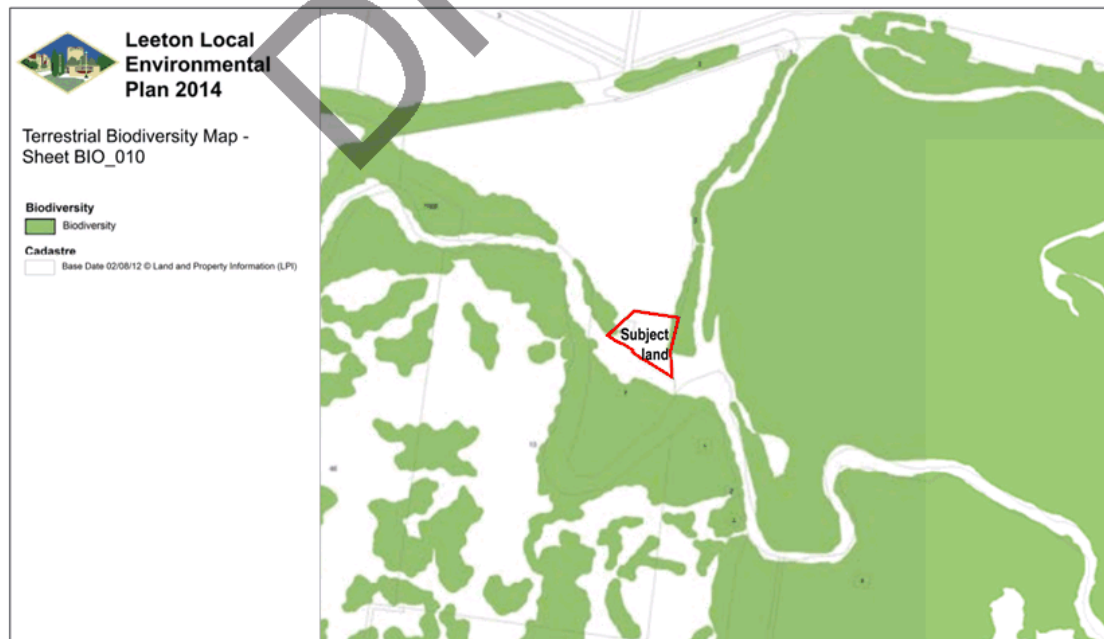 Leeton Local
Environmental
Plan 2014
Terrestrial Biodiversity Map -
Sheet BIO_010
Biodiversity
Biodiversity
Cadastre
Base Date 02/08/12 © Land and Property Information (LPI)
Subject
land